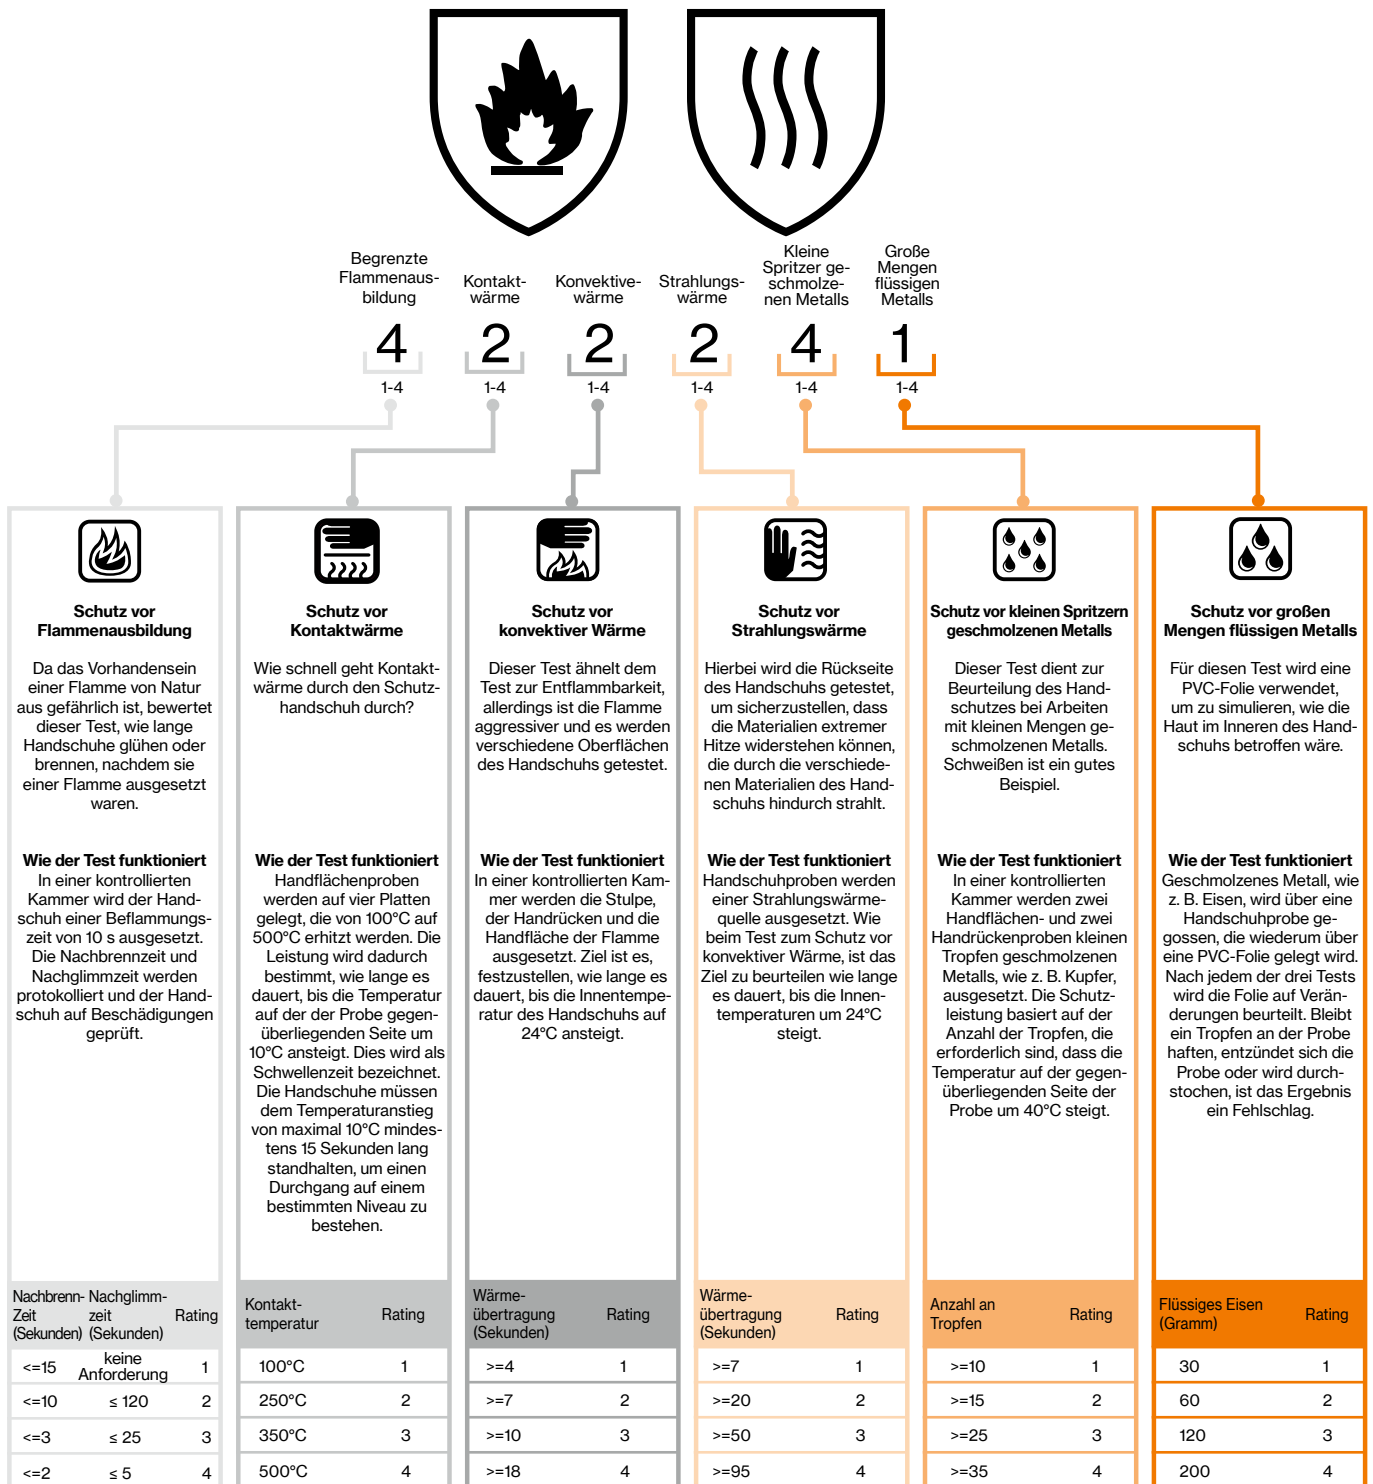 Begrenzte
Flammenaus-
bildung
Kontakt-
wärme
Konvektive-
wärme
Strahlungs-
wärme
Kleine
Spritzer ge-
schmolze-
nen Metalls
Große
Mengen
flüssigen
Metalls
4 2 2 2 4 1
1-4 1-4 1-4 1-4 1-4 1-4
Schutz vor
Flammenausbildung
Da das Vorhandensein
einer Flamme von Natur
aus gefährlich ist, bewertet
dieser Test, wie lange
Handschuhe glühen oder
brennen, nachdem sie
einer Flamme ausgesetzt
waren.
Wie der Test funktioniert
In einer kontrollierten
Kammer wird der Hand-
schuh einer Beflammungs-
zeit von 10 s ausgesetzt.
Die Nachbrennzeit und
Nachglimmzeit werden
protokolliert und der Hand-
schuh auf Beschädigungen
geprüft.
Nachbrenn-
Zeit
(Sekunden)
Nachglimm-
zeit
(Sekunden)
Rating
<=15 keine Anforderung 1
<=10 ≤ 120 2
<=3 ≤ 25 3
<=2 ≤ 5 4
Schutz vor
Kontaktwärme
Wie schnell geht Kontakt-
wärme durch den Schutz-
handschuh durch?
Wie der Test funktioniert
Handflächenproben
werden auf vier Platten
gelegt, die von 100°C auf
500°C erhitzt werden. Die
Leistung wird dadurch
bestimmt, wie lange es
dauert, bis die Temperatur
auf der der Probe gegen-
überliegenden Seite um
10°C ansteigt. Dies wird als
Schwellenzeit bezeichnet.
Die Handschuhe müssen
dem Temperaturanstieg
von maximal 10°C mindes-
tens 15 Sekunden lang
standhalten, um einen
Durchgang auf einem
bestimmten Niveau zu
bestehen.
Kontakt-
temperatur
Rating
100°C 1
250°C 2
350°C 3
500°C 4
Schutz vor
konvektiver Wärme
Dieser Test ähnelt dem
Test zur Entflammbarkeit,
allerdings ist die Flamme
aggressiver und es werden
verschiedene Oberflächen
des Handschuhs getestet.
Wie der Test funktioniert
In einer kontrollierten Kam-
mer werden die Stulpe,
der Handrücken und die
Handfläche der Flamme
ausgesetzt. Ziel ist es,
festzustellen, wie lange es
dauert, bis die Innentempe-
ratur des Handschuhs auf
24°C ansteigt.
Wärme-
übertragung
(Sekunden)
Rating
>=4 1
>=7 2
>=10 3
>=18 4
Schutz vor
Strahlungswärme
Hierbei wird die Rückseite
des Handschuhs getestet,
um sicherzustellen, dass
die Materialien extremer
Hitze widerstehen können,
die durch die verschiede-
nen Materialien des Hand-
schuhs hindurch strahlt.
Wie der Test funktioniert
Handschuhproben werden
einer Strahlungswärme-
quelle ausgesetzt. Wie
beim Test zum Schutz vor
konvektiver Wärme, ist das
Ziel zu beurteilen wie lange
es dauert, bis die Innen-
temperaturen um 24°C
steigt.
Wärme-
übertragung
(Sekunden)
Rating
>=7 1
>=20 2
>=50 3
>=95 4
Schutz vor kleinen Spritzern
geschmolzenen Metalls
Dieser Test dient zur
Beurteilung des Hand-
schutzes bei Arbeiten
mit kleinen Mengen ge-
schmolzenen Metalls.
Schweißen ist ein gutes
Beispiel.
Wie der Test funktioniert
In einer kontrollierten
Kammer werden zwei
Handflächen- und zwei
Handrückenproben kleinen
Tropfen geschmolzenen
Metalls, wie z. B. Kupfer,
ausgesetzt. Die Schutz-
leistung basiert auf der
Anzahl der Tropfen, die
erforderlich sind, dass die
Temperatur auf der gegen-
überliegenden Seite der
Probe um 40°C steigt.
Anzahl an
Tropfen
Rating
>=10 1
>=15 2
>=25 3
>=35 4
Schutz vor großen
Mengen flüssigen Metalls
Für diesen Test wird eine
PVC-Folie verwendet,
um zu simulieren, wie die
Haut im Inneren des Hand-
schuhs betroffen wäre.
Wie der Test funktioniert
Geschmolzenes Metall, wie
z. B. Eisen, wird über eine
Handschuhprobe ge-
gossen, die wiederum über
eine PVC-Folie gelegt wird.
Nach jedem der drei Tests
wird die Folie auf Verän-
derungen beurteilt. Bleibt
ein Tropfen an der Probe
haften, entzündet sich die
Probe oder wird durch-
stochen, ist das Ergebnis
ein Fehlschlag.
Flüssiges Eisen
(Gramm)
Rating
30 1
60 2
120 3
200 4